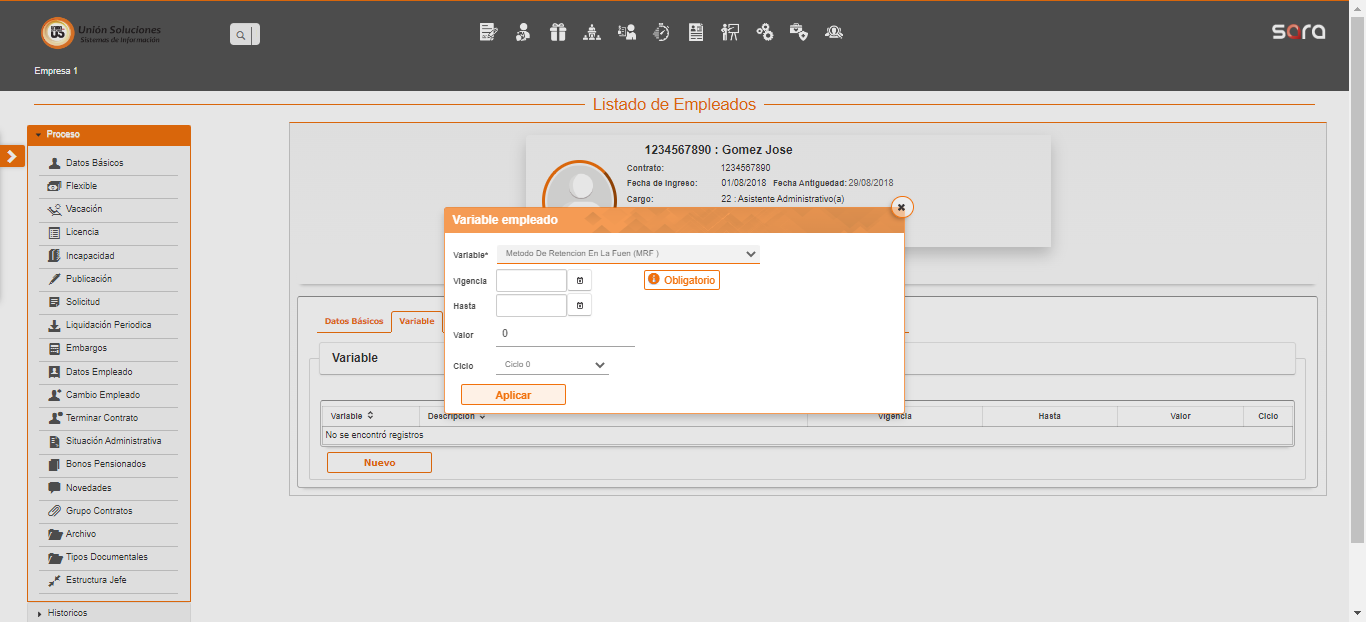 Unión Soluciones
Sistemas de Información
sara
Empresa 1
Listado de Empleados
Proceso
Datos Básicos
Flexible
Vacación
Licencia
Incapacidad
Publicación
Solicitud
Liquidación Periodica
Embargos
Datos Empleado
Cambio Empleado
Terminar Contrato
Situación Administrativa
Bonos Pensionados
Novedades
Grupo Contratos
Archivo
Tipos Documentales
Estructura Jefe
Historicos
1234567890 : Gomez Jose
Contrato: 1234567890
Fecha de Ingreso: 01/08/2018 Fecha Antiguedad: 29/08/2018
Cargo: 22 : Asistente Administrativo(a)
Variable empleado
Variable* Metodo De Retencion En La Fuen (MRF )
Vigencia Obligatorio
Hasta
Valor 0
Ciclo Ciclo 0
Aplicar
Datos Básicos Variable
Variable
Variable Descripción Vigencia Hasta Valor Ciclo
No se encontró registros
Nuevo